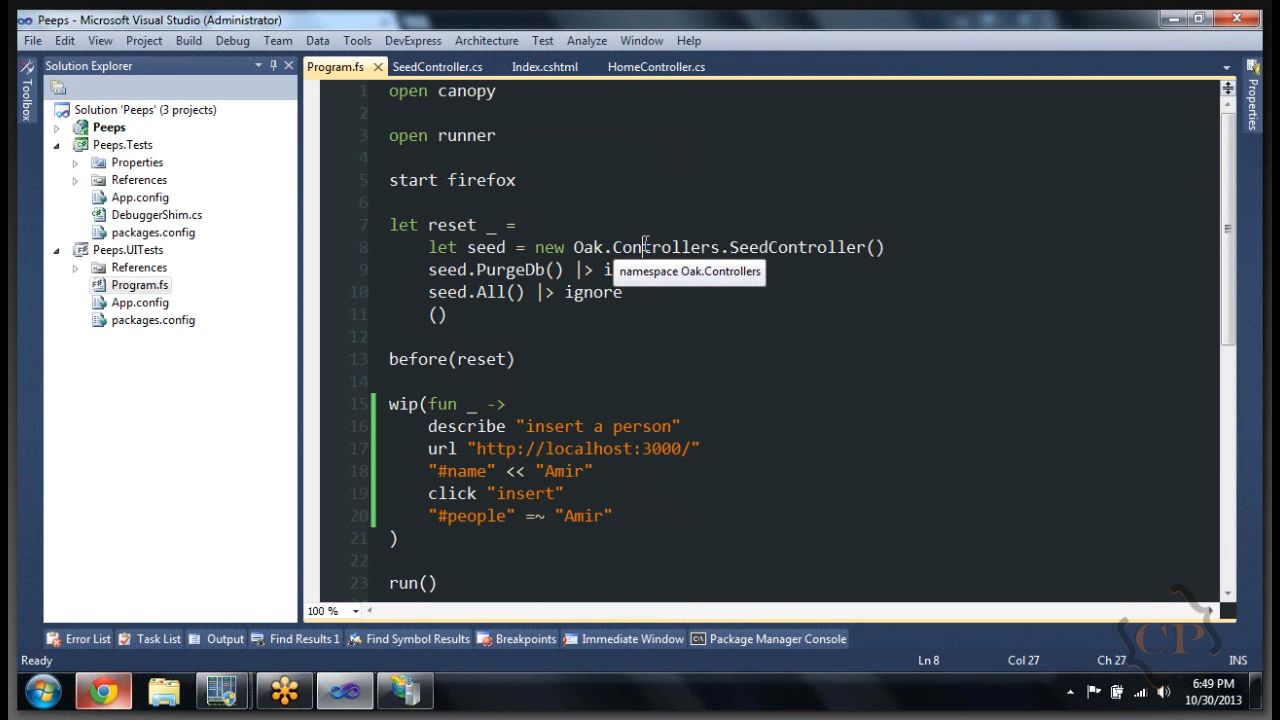 Peeps - Microsoft Visual Studio (Administrator)
File Edit View Project Build Debug Team Data Tools DevExpress Architecture Test Analyze Window Help
Toolbox
Solution Explorer
Solution 'Peeps' (3 projects)
Peeps
Peeps.Tests
Properties
References
App.config
DebuggerShim.cs
packages.config
Peeps.UITests
References
Program.fs
App.config
packages.config
Program.fs SeedController.cs Index.cshtml HomeController.cs
1 open canopy
2
3 open runner
4
5 start firefox
6
7 let reset _ =
8 let seed = new Oak.Controllers.SeedController()
9 seed.PurgeDb() |> i
namespace Oak.Controllers
10 seed.All() |> ignore
11 ()
12
13 before(reset)
14
15 wip(fun _ ->
16 describe "insert a person"
17 url "http://localhost:3000/"
18 "#name" << "Amir"
19 click "insert"
20 "#people" =~ "Amir"
21 )
22
23 run()
100 %
Properties
Error List Task List Output Find Results 1 Find Symbol Results Breakpoints Immediate Window Package Manager Console
Ready Ln 8 Col 27 Ch 27 INS
{CP}
6:49 PM
10/30/2013